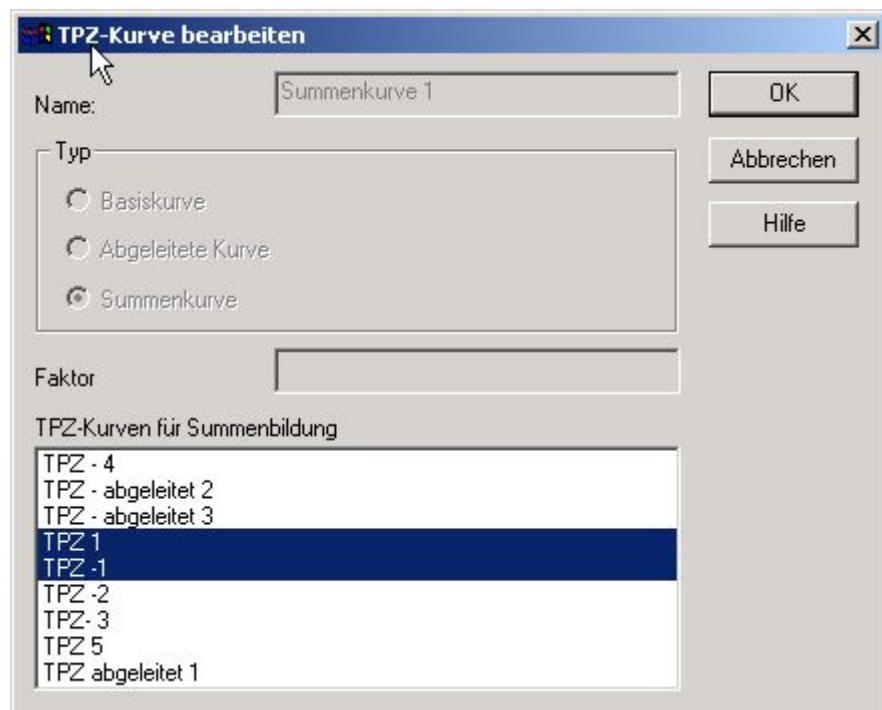 TPZ-Kurve bearbeiten
Name:
Summenkurve 1
OK
Typ
Abbrechen
Basiskurve
Hilfe
Abgeleitete Kurve
Summenkurve
Faktor
TPZ-Kurven für Summenbildung
TPZ - 4
TPZ - abgeleitet 2
TPZ - abgeleitet 3
TPZ 1
TPZ -1
TPZ -2
TPZ- 3
TPZ 5
TPZ abgeleitet 1